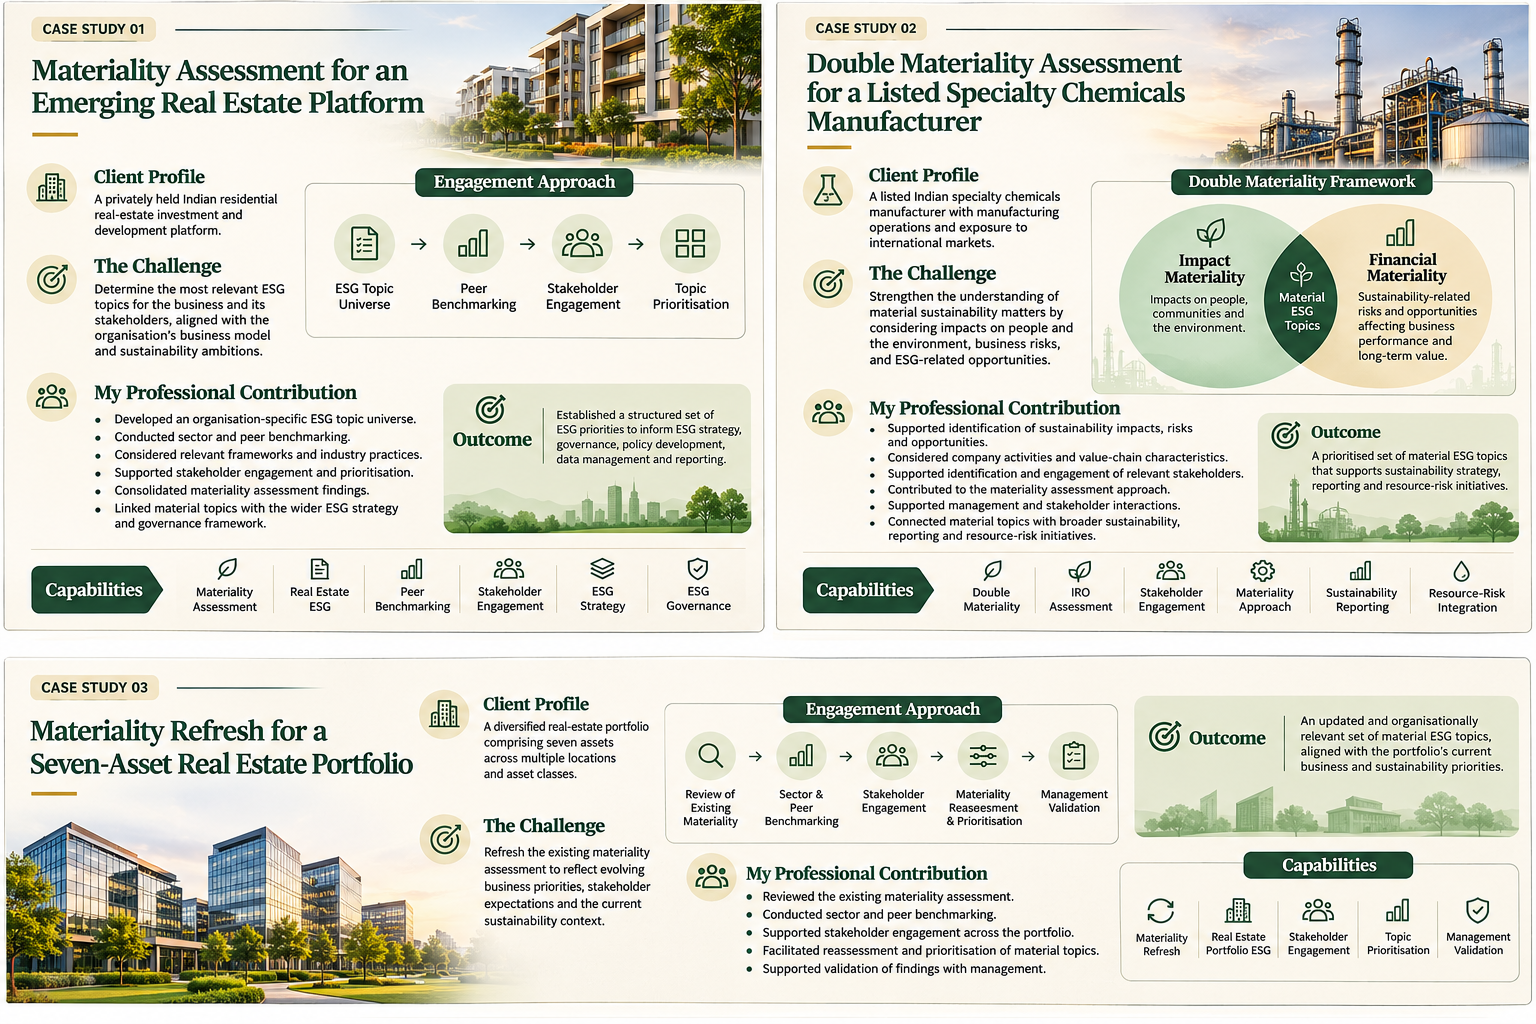 CASE STUDY 01
Materiality Assessment for an
Emerging Real Estate Platform
Client Profile
A privately held Indian residential
real-estate investment and
development platform.
The Challenge
Determine the most relevant ESG
topics for the business and its
stakeholders, aligned with the
organisation's business model
and sustainability ambitions.
Engagement Approach
ESG Topic
Universe
Peer
Benchmarking
Stakeholder
Engagement
Topic
Prioritisation
My Professional Contribution
• Developed an organisation-specific ESG topic universe.
• Conducted sector and peer benchmarking.
• Considered relevant frameworks and industry practices.
• Supported stakeholder engagement and prioritisation.
• Consolidated materiality assessment findings.
• Linked material topics with the wider ESG strategy
and governance framework.
Outcome
Established a structured set of
ESG priorities to inform ESG strategy,
governance, policy development,
data management and reporting.
Capabilities
Materiality
Assessment
Real Estate
ESG
Peer
Benchmarking
Stakeholder
Engagement
ESG
Strategy
ESG
Governance
CASE STUDY 02
Double Materiality Assessment
for a Listed Specialty Chemicals
Manufacturer
Client Profile
A listed Indian specialty chemicals
manufacturer with manufacturing
operations and exposure to
international markets.
The Challenge
Strengthen the understanding of
material sustainability matters by
considering impacts on people and
the environment, business risks,
and ESG-related opportunities.
Double Materiality Framework
Impact
Materiality
Impacts on people,
communities and
the environment.
Material
ESG
Topics
Financial
Materiality
Sustainability-related
risks and opportunities
affecting business
performance and
long-term value.
My Professional Contribution
• Supported identification of sustainability impacts, risks
and opportunities.
• Considered company activities and value-chain characteristics.
• Supported identification and engagement of relevant stakeholders.
• Contributed to the materiality assessment approach.
• Supported management and stakeholder interactions.
• Connected material topics with broader sustainability,
reporting and resource-risk initiatives.
Outcome
A prioritised set of material ESG topics
that supports sustainability strategy,
reporting and resource-risk initiatives.
Capabilities
Double
Materiality
IRO
Assessment
Stakeholder
Engagement
Materiality
Approach
Sustainability
Reporting
Resource-Risk
Integration
CASE STUDY 03
Materiality Refresh for a
Seven-Asset Real Estate Portfolio
Client Profile
A diversified real-estate portfolio
comprising seven assets
across multiple locations
and asset classes.
The Challenge
Refresh the existing materiality
assessment to reflect evolving
business priorities, stakeholder
expectations and the current
sustainability context.
Engagement Approach
Review of
Existing
Materiality
Sector &
Peer
Benchmarking
Stakeholder
Engagement
Materiality
Reaseesment
& Prioritisation
Management
Validation
My Professional Contribution
• Reviewed the existing materiality assessment.
• Conducted sector and peer benchmarking.
• Supported stakeholder engagement across the portfolio.
• Facilitated reassessment and prioritisation of material topics.
• Supported validation of findings with management.
Outcome
An updated and organisationally
relevant set of material ESG topics,
aligned with the portfolio's current
business and sustainability priorities.
Capabilities
Materiality
Refresh
Real Estate
Portfolio ESG
Stakeholder
Engagement
Topic
Prioritisation
Management
Validation